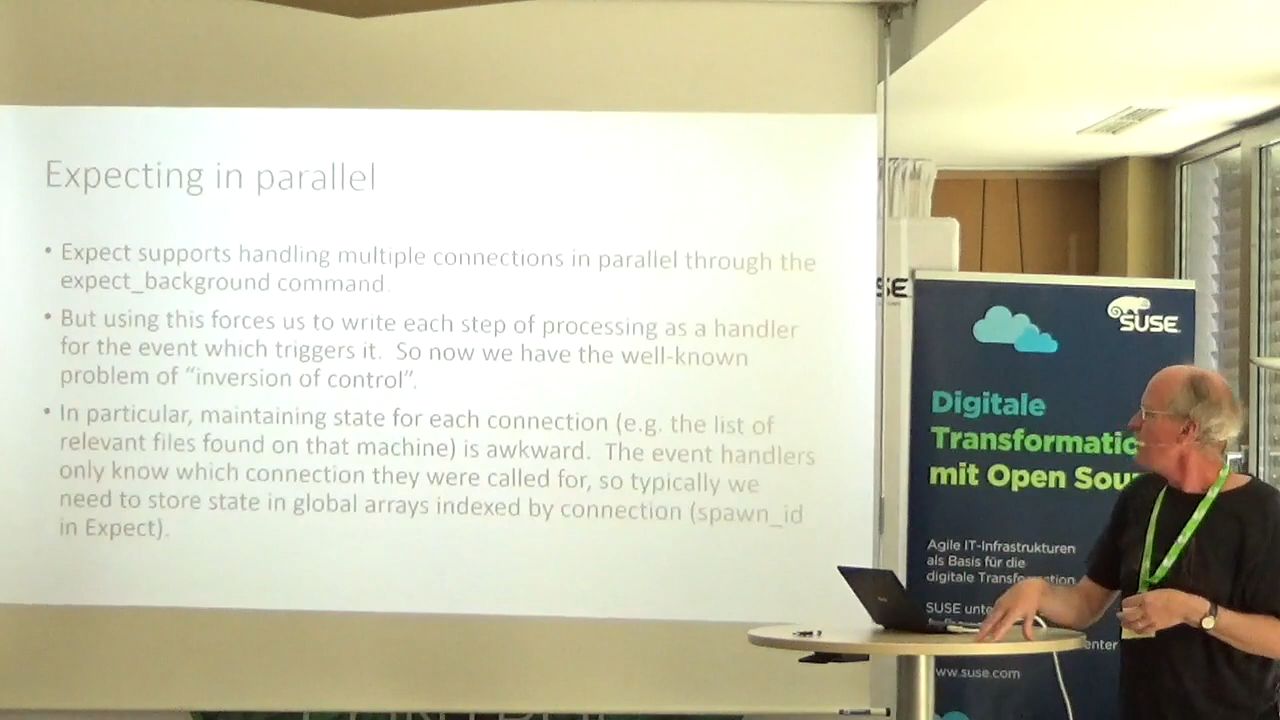 Expecting in parallel
• Expect supports handling multiple connections in parallel through the
expect_background command.
• But using this forces us to write each step of processing as a handler
for the event which triggers it. So now we have the well-known
problem of “inversion of control”.
• In particular, maintaining state for each connection (e.g. the list of
relevant files found on that machine) is awkward. The event handlers
only know which connection they were called for, so typically we
need to store state in global arrays indexed by connection (spawn_id
in Expect).
SE
SUSE
Digitale
Transformatio
mit Open Sou
Agile IT-Infrastrukturen
als Basis für die
digitale Transformation
SUSE unte
enter
www.suse.com